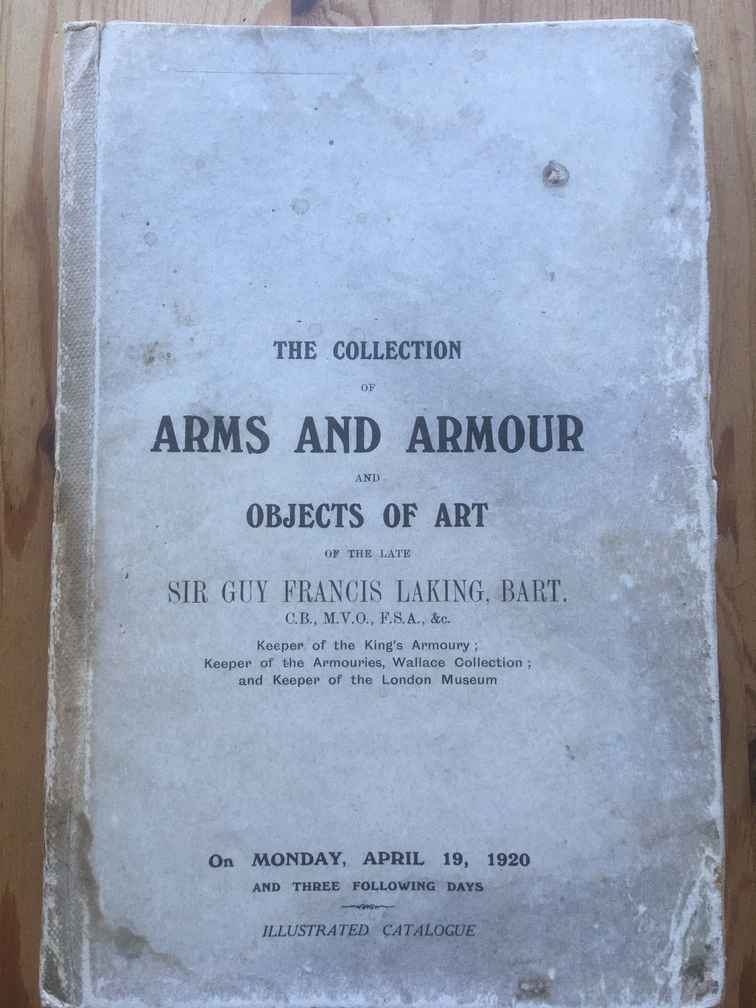 THE COLLECTION
OF
ARMS AND ARMOUR
AND
OBJECTS OF ART
OF THE LATE
SIR GUY FRANCIS LAKING, BART.
C.B., M.V.O., F.S.A., &c.
Keeper of the King's Armoury;
Keeper of the Armouries, Wallace Collection;
and Keeper of the London Museum
On MONDAY, APRIL 19, 1920
AND THREE FOLLOWING DAYS
ILLUSTRATED CATALOGUE